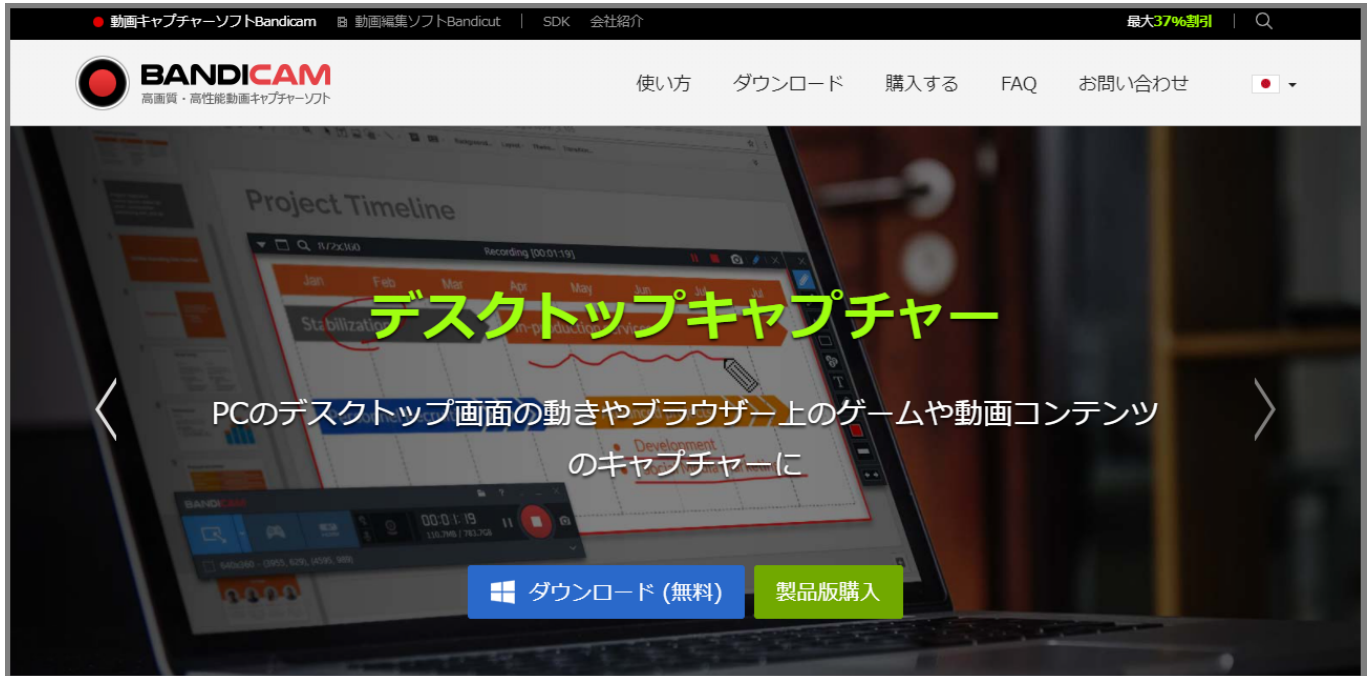 動画キャプチャーソフトBandicam 動画編集ソフトBandicut SDK 会社紹介 最大37%割引
BANDICAM
高画質・高性能動画キャプチャーソフト
使い方 ダウンロード 購入する FAQ お問い合わせ
Project Timeline
Recording [00:01:19]
Jan Feb Mar Apr May Jun Jul
Stabilization
デスクトップキャプチャー
PCのデスクトップ画面の動きやブラウザー上のゲームや動画コンテンツ
のキャプチャーに
Development
BANDICAM
00:01:19
ダウンロード (無料) 製品版購入